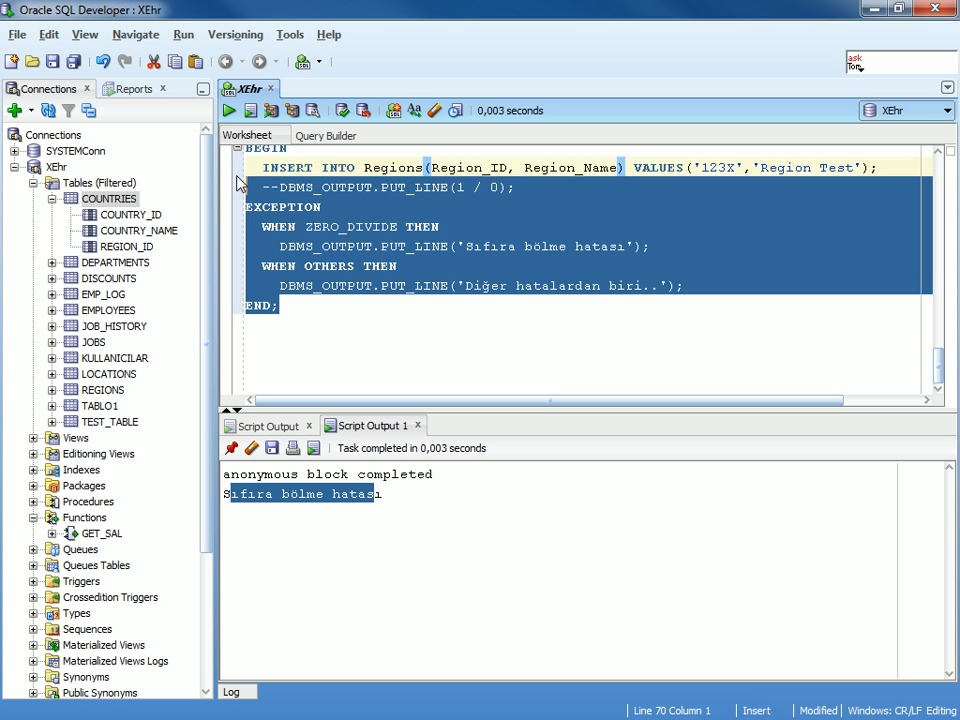 Oracle SQL Developer : XEhr
File Edit View Navigate Run Versioning Tools Help
ask
Tom
Connections Reports XEhr
0,003 seconds XEhr
Worksheet Query Builder
Connections
SYSTEMConn
XEhr
Tables (Filtered)
COUNTRIES
COUNTRY_ID
COUNTRY_NAME
REGION_ID
DEPARTMENTS
DISCOUNTS
EMP_LOG
EMPLOYEES
JOB_HISTORY
JOBS
KULLANICILAR
LOCATIONS
REGIONS
TABLO1
TEST_TABLE
Views
Editioning Views
Indexes
Packages
Procedures
Functions
GET_SAL
Queues
Queues Tables
Triggers
Crossedition Triggers
Types
Sequences
Materialized Views
Materialized Views Logs
Synonyms
Public Synonyms
BEGIN
INSERT INTO Regions(Region_ID, Region_Name) VALUES('123X','Region Test');
--DBMS_OUTPUT.PUT_LINE(1 / 0);
EXCEPTION
WHEN ZERO_DIVIDE THEN
DBMS_OUTPUT.PUT_LINE('Sıfıra bölme hatası');
WHEN OTHERS THEN
DBMS_OUTPUT.PUT_LINE('Diğer hatalardan biri..');
END;
Script Output Script Output 1
Task completed in 0,003 seconds
anonymous block completed
Sıfıra bölme hatası
Log
Line 70 Column 1 Insert Modified Windows: CR/LF Editing